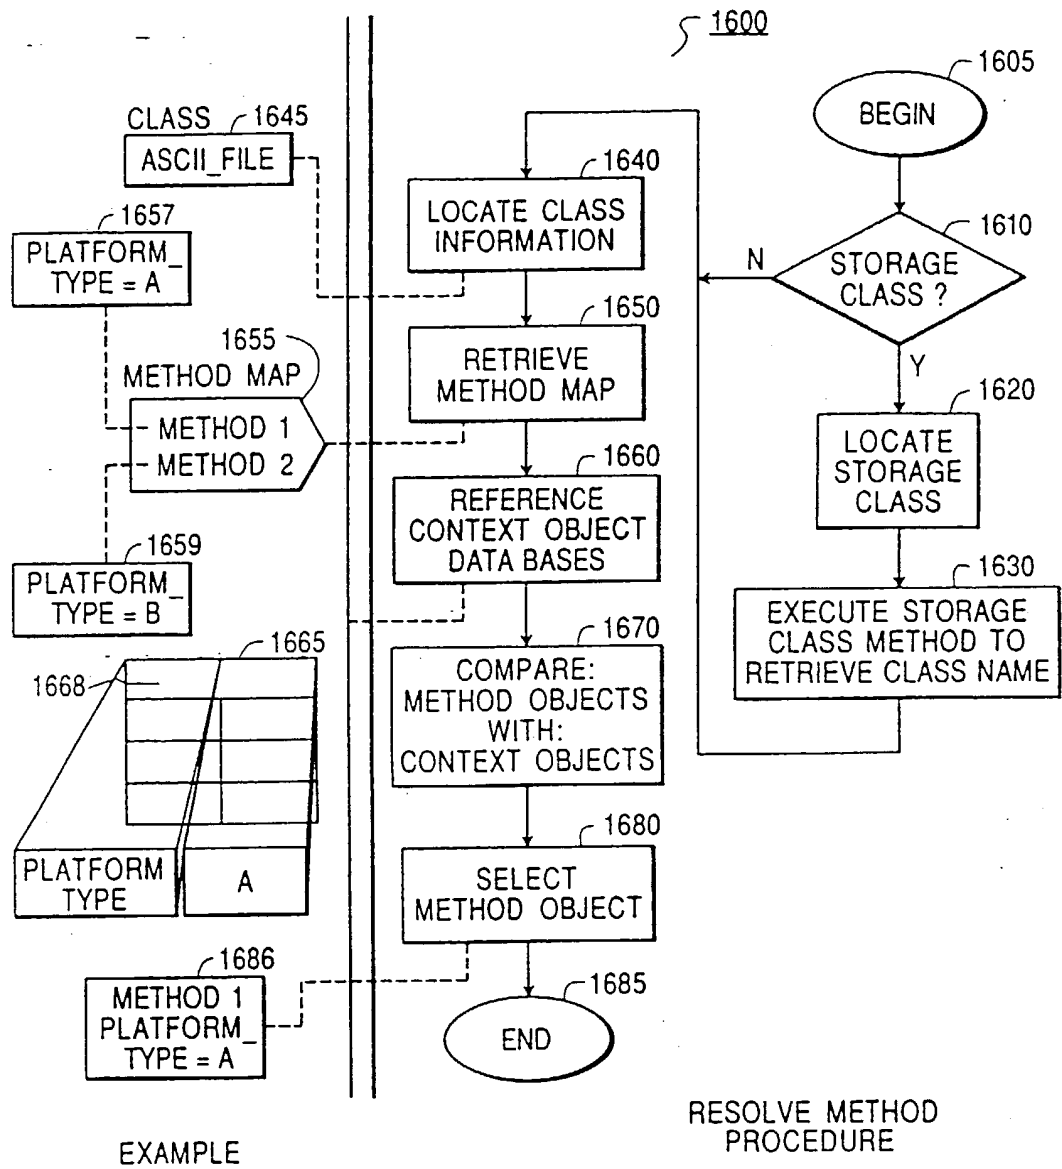 1600
1605
BEGIN
1610
STORAGE
CLASS ?
N
Y
1620
LOCATE
STORAGE
CLASS
1630
EXECUTE STORAGE
CLASS METHOD TO
RETRIEVE CLASS NAME
1640
LOCATE CLASS
INFORMATION
1650
RETRIEVE
METHOD MAP
1660
REFERENCE
CONTEXT OBJECT
DATA BASES
1670
COMPARE:
METHOD OBJECTS
WITH:
CONTEXT OBJECTS
1680
SELECT
METHOD OBJECT
1685
END
RESOLVE METHOD
PROCEDURE
CLASS
1645
ASCII_FILE
1657
PLATFORM_
TYPE = A
1655
METHOD MAP
METHOD 1
METHOD 2
1659
PLATFORM_
TYPE = B
1665
1668
PLATFORM
TYPE
A
1686
METHOD 1
PLATFORM_
TYPE = A
EXAMPLE